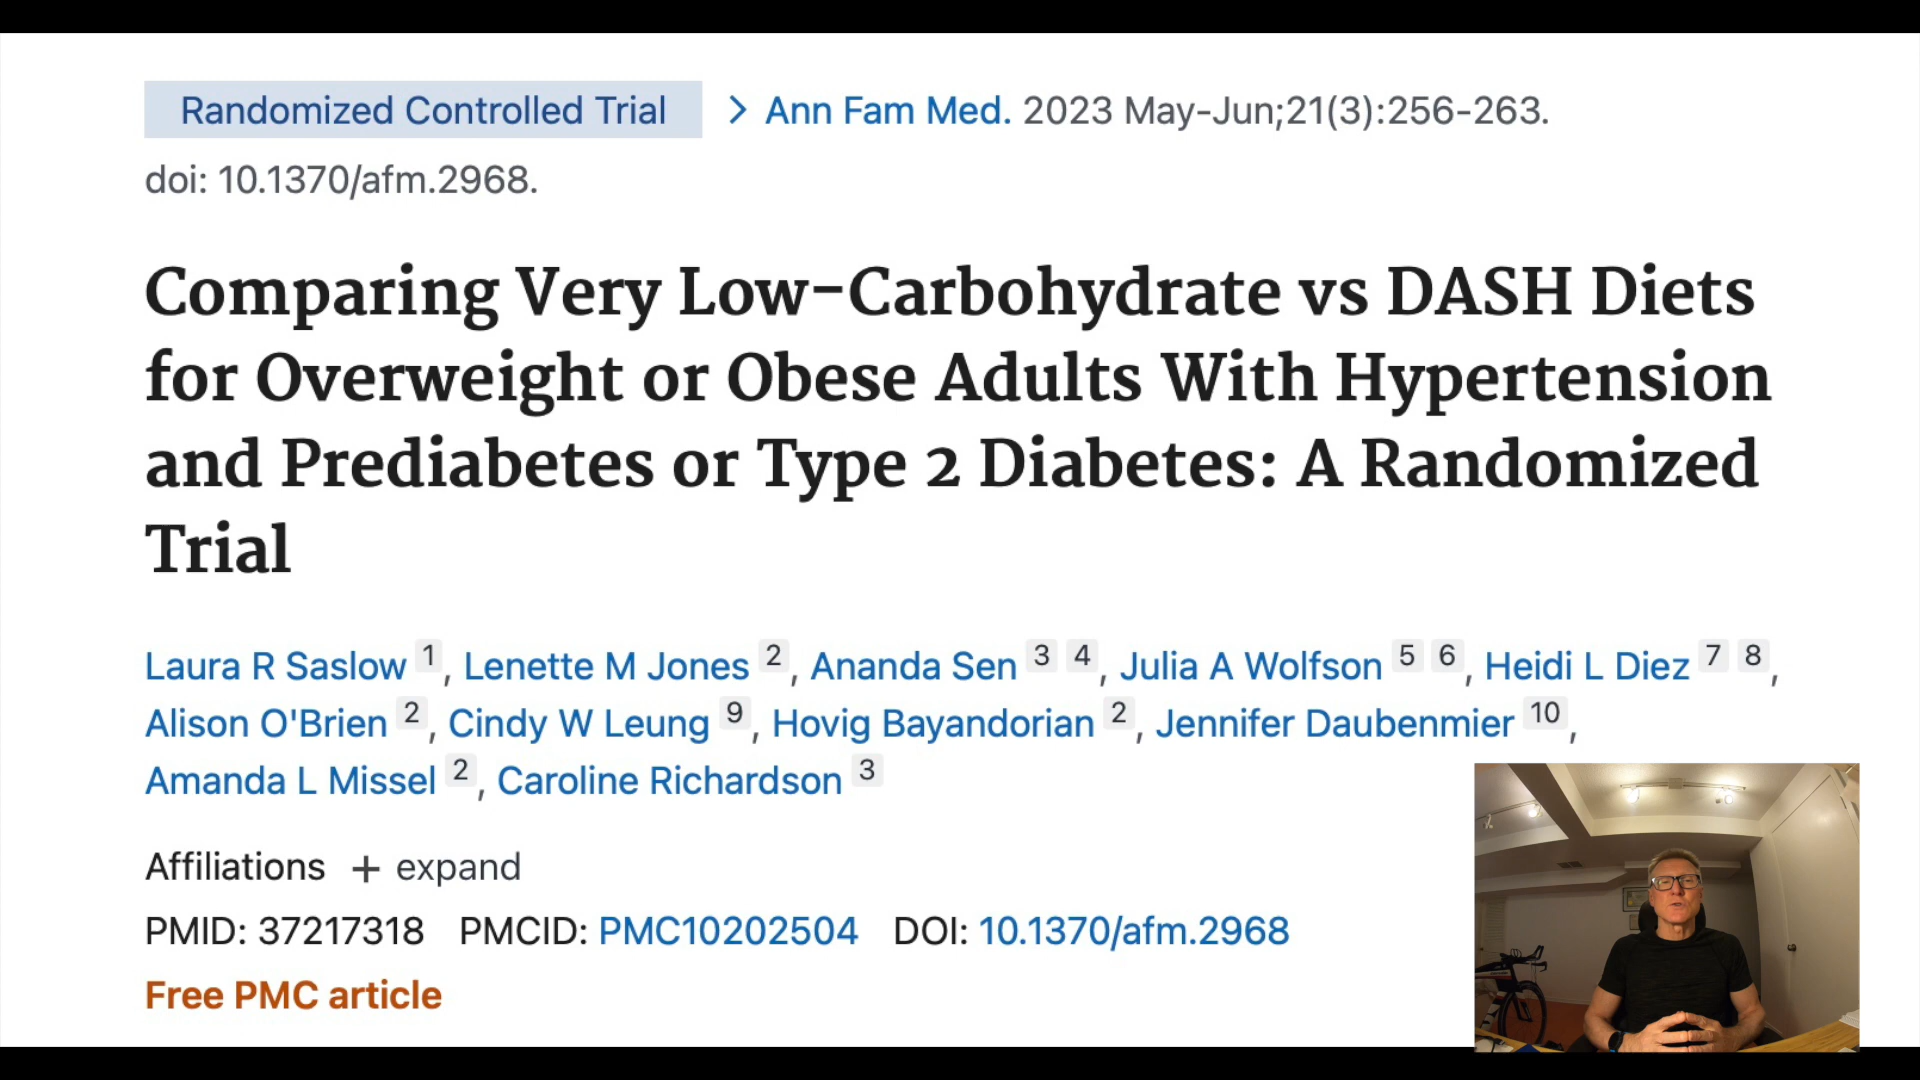 Randomized Controlled Trial > Ann Fam Med. 2023 May-Jun;21(3):256-263.
doi: 10.1370/afm.2968.
Comparing Very Low-Carbohydrate vs DASH Diets
for Overweight or Obese Adults With Hypertension
and Prediabetes or Type 2 Diabetes: A Randomized
Trial
Laura R Saslow 1, Lenette M Jones 2, Ananda Sen 3 4, Julia A Wolfson 5 6, Heidi L Diez 7 8,
Alison O'Brien 2, Cindy W Leung 9, Hovig Bayandorian 2, Jennifer Daubenmier 10,
Amanda L Missel 2, Caroline Richardson 3
Affiliations + expand
PMID: 37217318 PMCID: PMC10202504 DOI: 10.1370/afm.2968
Free PMC article